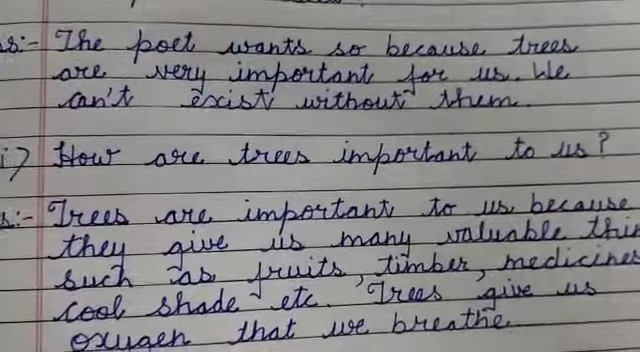 s:- The poet wants so because trees
are very important for us. We
can't exist without them.
i) How are trees important to us?
s:- Trees are important to us because
they give us many valuable thin
such as fruits, timber, medicines
cool shade etc. Trees give us
oxygen that we breathe